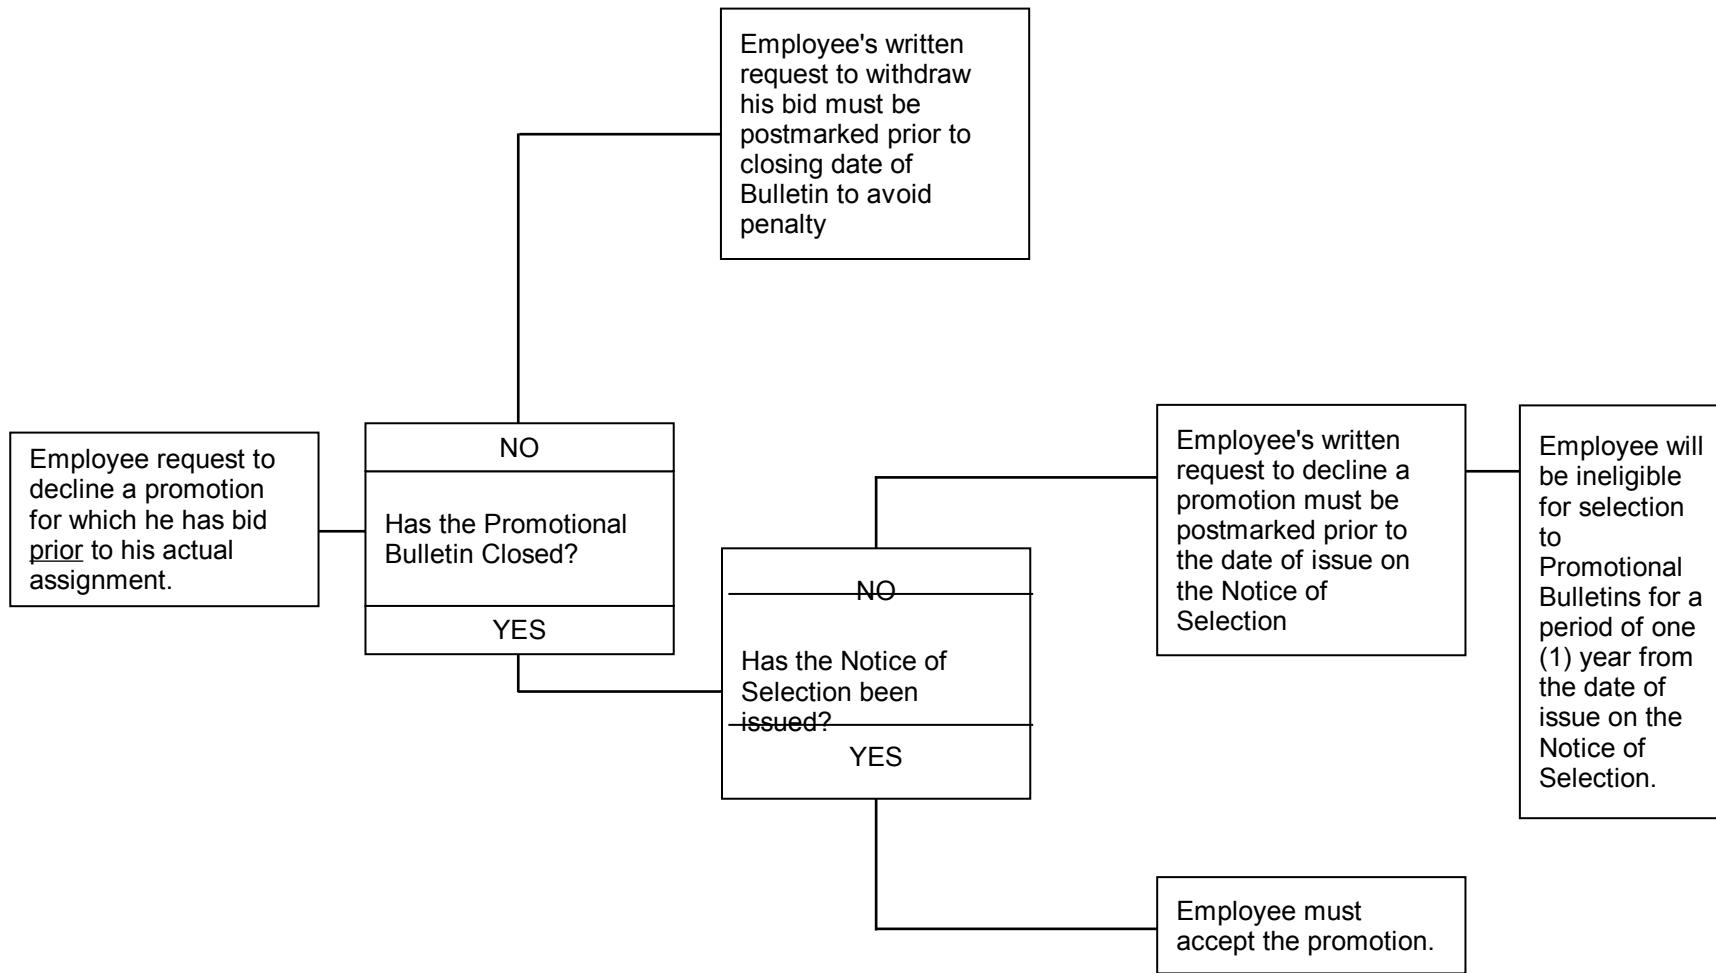 Employee's written
request to withdraw
his bid must be
postmarked prior to
closing date of
Bulletin to avoid
penalty
Employee request to
decline a promotion
for which he has bid
prior to his actual
assignment.
NO
Has the Promotional
Bulletin Closed?
YES
NO
Has the Notice of
Selection been
issued?
YES
Employee's written
request to decline a
promotion must be
postmarked prior to
the date of issue on
the Notice of
Selection
Employee will
be ineligible
for selection
to
Promotional
Bulletins for a
period of one
(1) year from
the date of
issue on the
Notice of
Selection.
Employee must
accept the promotion.